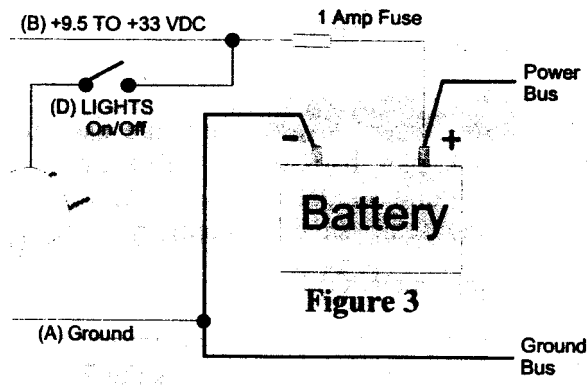 (B) +9.5 TO +33 VDC
1 Amp Fuse
(D) LIGHTS
On/Off
Power
Bus
- +
Battery
Figure 3
(A) Ground
Ground
Bus